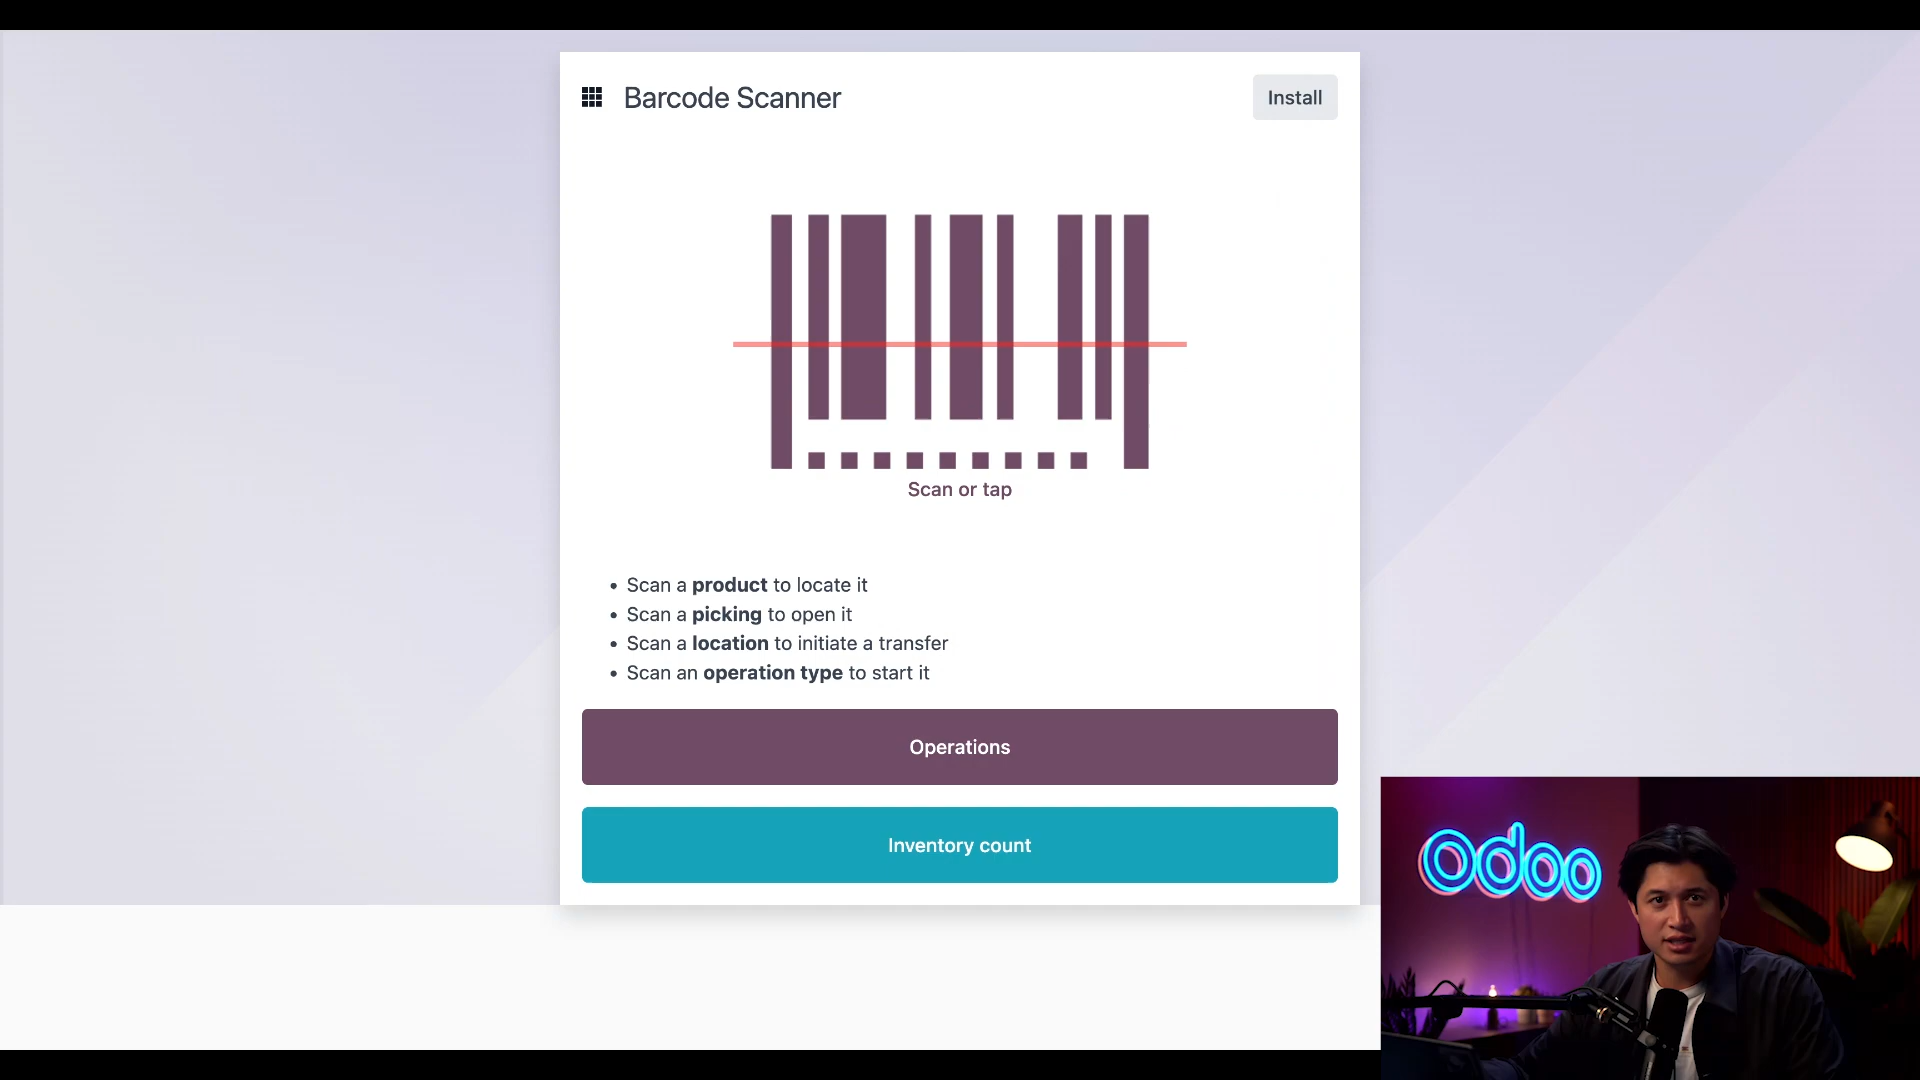 Barcode Scanner
Install
Scan or tap
• Scan a product to locate it
• Scan a picking to open it
• Scan a location to initiate a transfer
• Scan an operation type to start it
Operations
Inventory count
odoo